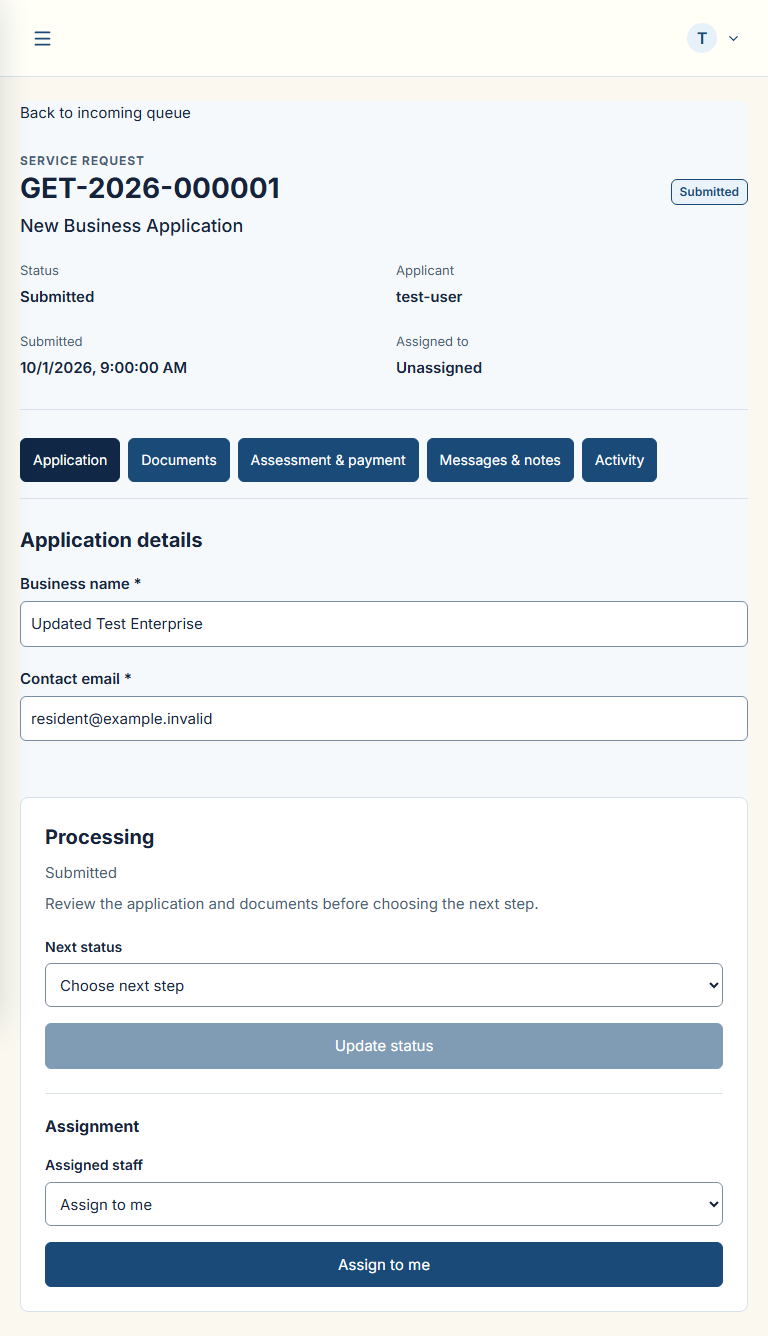 T
Back to incoming queue
SERVICE REQUEST
GET-2026-000001
Submitted
New Business Application
Status
Submitted
Applicant
test-user
Submitted
10/1/2026, 9:00:00 AM
Assigned to
Unassigned
Application
Documents
Assessment & payment
Messages & notes
Activity
Application details
Business name *
Updated Test Enterprise
Contact email *
resident@example.invalid
Processing
Submitted
Review the application and documents before choosing the next step.
Next status
Choose next step
Update status
Assignment
Assigned staff
Assign to me
Assign to me